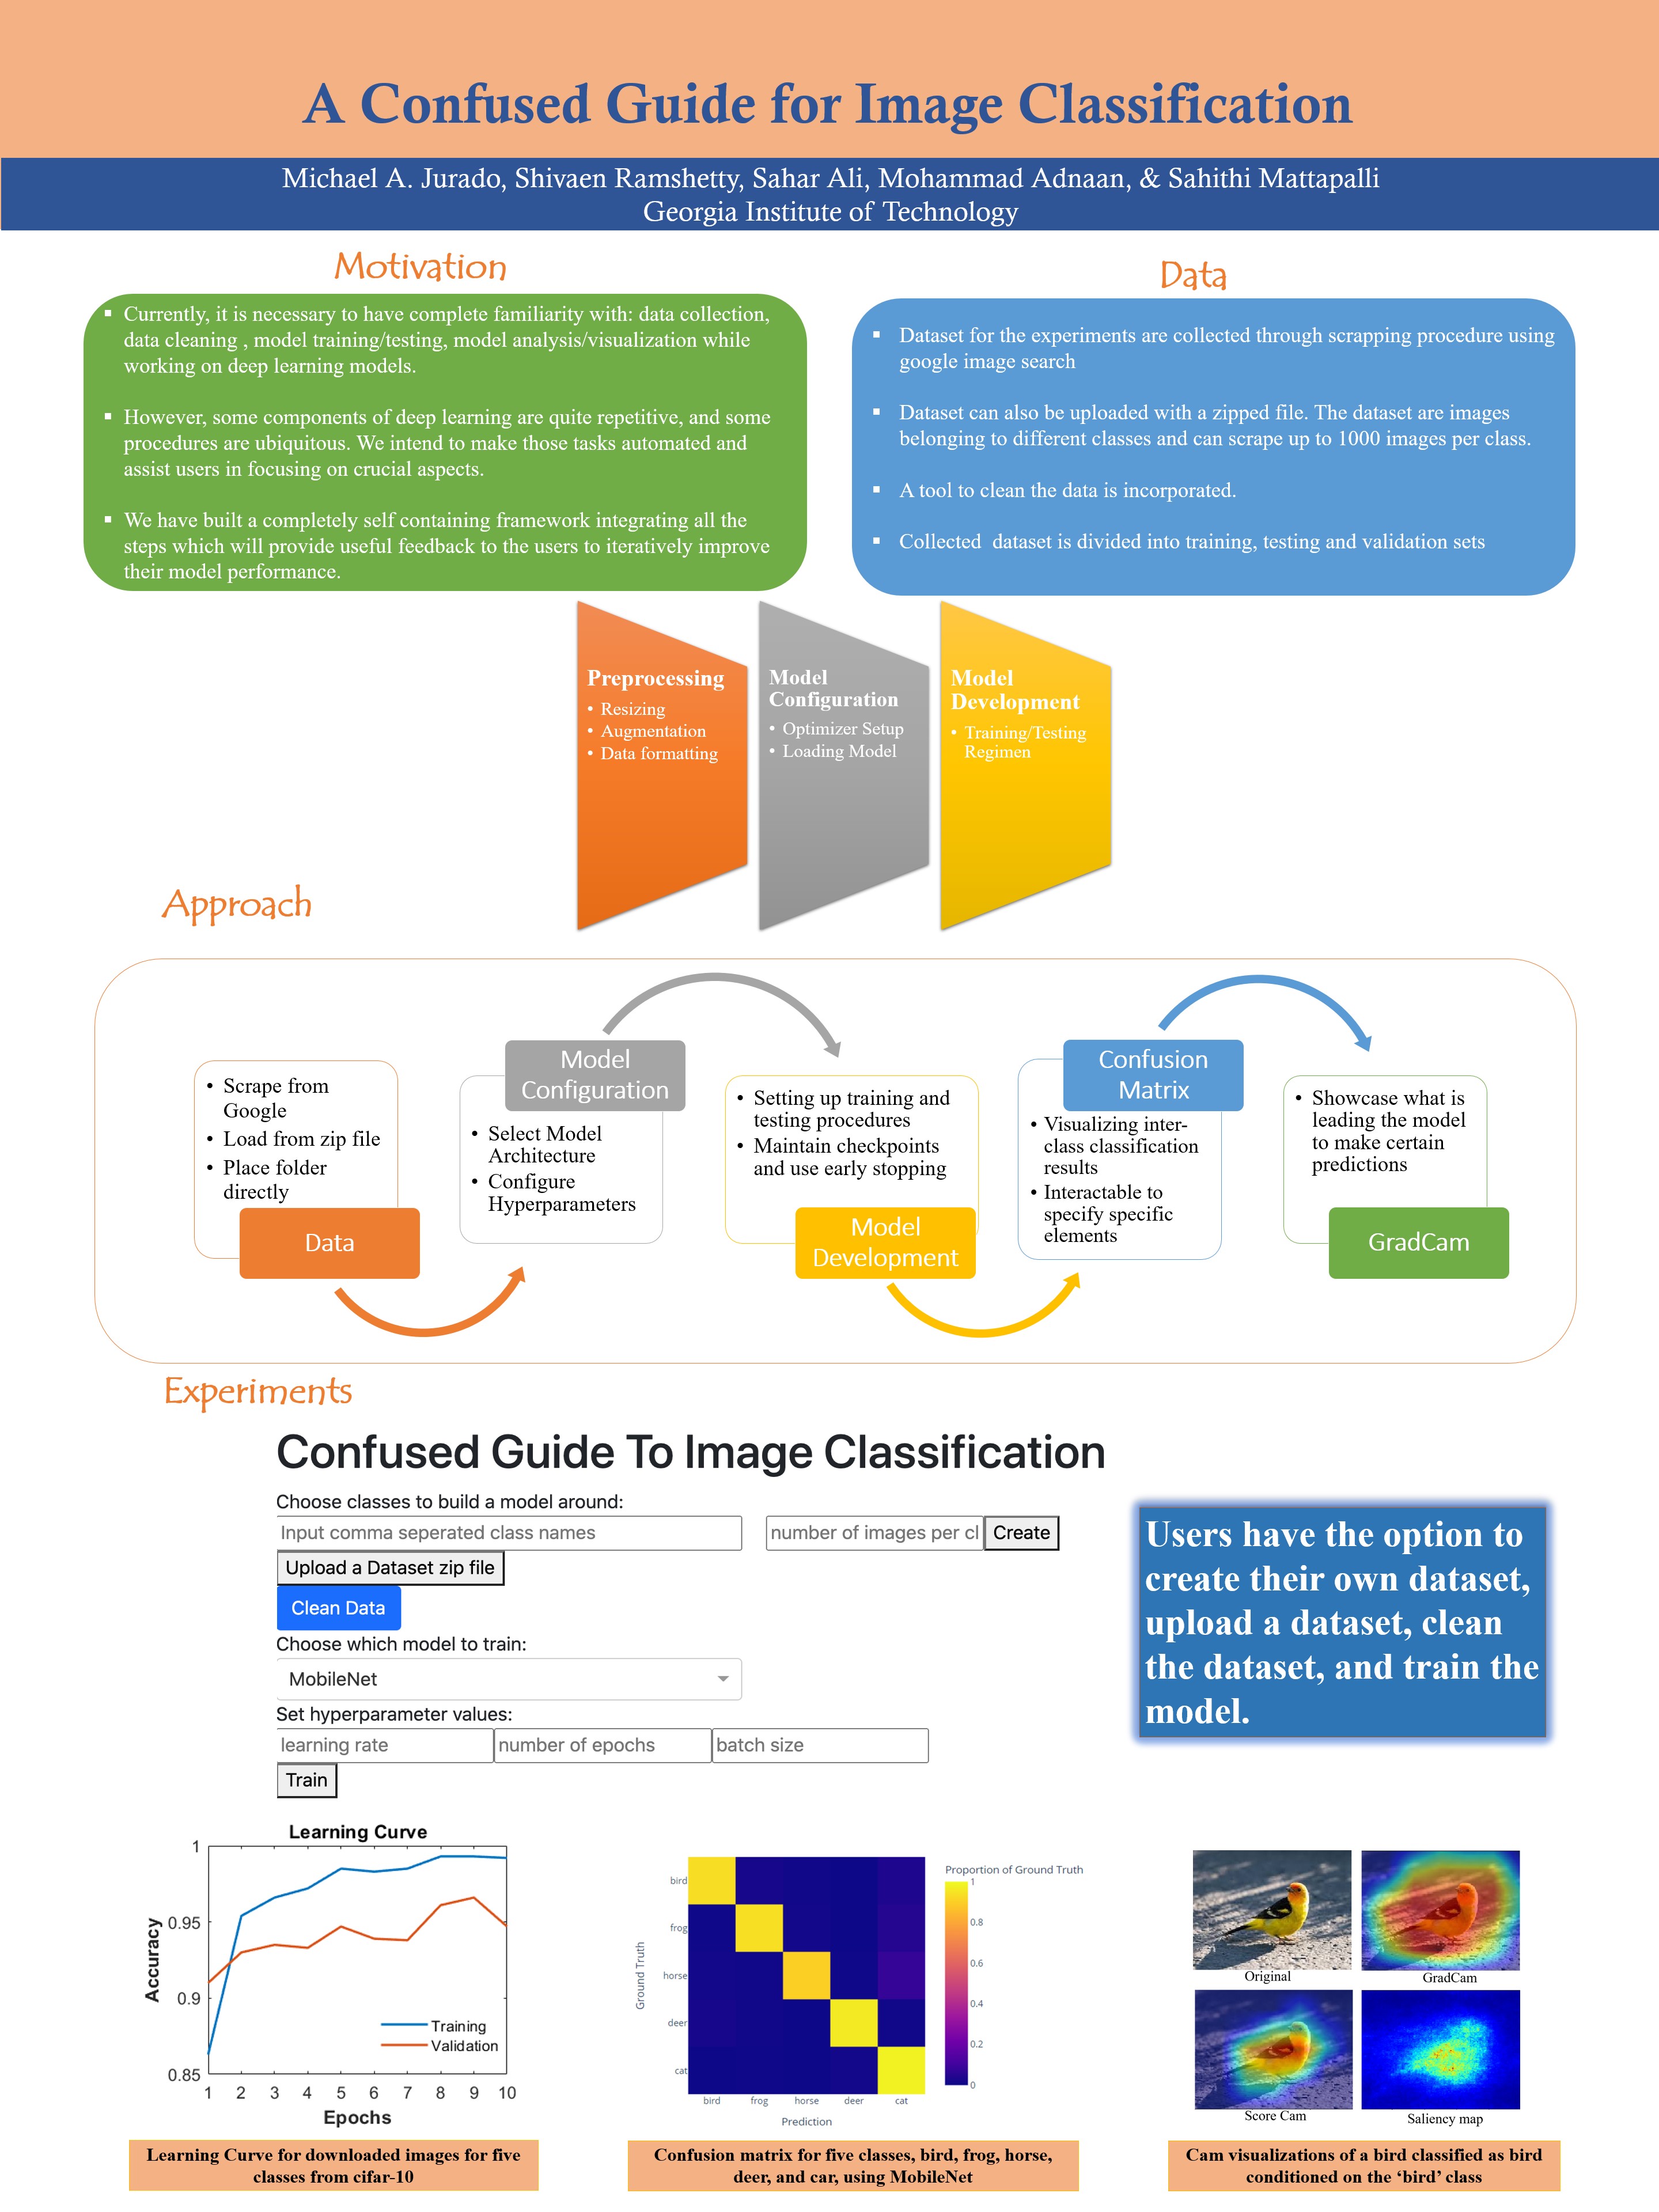 A Confused Guide for Image Classification
Michael A. Jurado, Shivaen Ramshetty, Sahar Ali, Mohammad Adnaan, & Sahithi Mattapalli
Georgia Institute of Technology
Motivation
▪ Currently, it is necessary to have complete familiarity with: data collection,
data cleaning , model training/testing, model analysis/visualization while
working on deep learning models.
▪ However, some components of deep learning are quite repetitive, and some
procedures are ubiquitous. We intend to make those tasks automated and
assist users in focusing on crucial aspects.
▪ We have built a completely self containing framework integrating all the
steps which will provide useful feedback to the users to iteratively improve
their model performance.
Data
▪ Dataset for the experiments are collected through scrapping procedure using
google image search
▪ Dataset can also be uploaded with a zipped file. The dataset are images
belonging to different classes and can scrape up to 1000 images per class.
▪ A tool to clean the data is incorporated.
▪ Collected dataset is divided into training, testing and validation sets
Preprocessing
• Resizing
• Augmentation
• Data formatting
Model
Configuration
• Optimizer Setup
• Loading Model
Model
Development
• Training/Testing
Regimen
Approach
• Scrape from
Google
• Load from zip file
• Place folder
directly
Data
Model
Configuration
• Select Model
Architecture
• Configure
Hyperparameters
• Setting up training and
testing procedures
• Maintain checkpoints
and use early stopping
Model
Development
Confusion
Matrix
• Visualizing inter-
class classification
results
• Interactable to
specify specific
elements
• Showcase what is
leading the model
to make certain
predictions
GradCam
Experiments
Confused Guide To Image Classification
Choose classes to build a model around:
Input comma seperated class names
number of images per cl
Create
Upload a Dataset zip file
Clean Data
Choose which model to train:
MobileNet
Set hyperparameter values:
learning rate
number of epochs
batch size
Train
Users have the option to
create their own dataset,
upload a dataset, clean
the dataset, and train the
model.
Learning Curve
1
0.95
0.9
0.85
Accuracy
Training
Validation
1 2 3 4 5 6 7 8 9 10
Epochs
Learning Curve for downloaded images for five
classes from cifar-10
Proportion of Ground Truth
bird
frog
horse
deer
cat
Ground Truth
1
0.8
0.6
0.4
0.2
0
bird frog horse deer cat
Prediction
Confusion matrix for five classes, bird, frog, horse,
deer, and car, using MobileNet
Original
GradCam
Score Cam
Saliency map
Cam visualizations of a bird classified as bird
conditioned on the ‘bird’ class